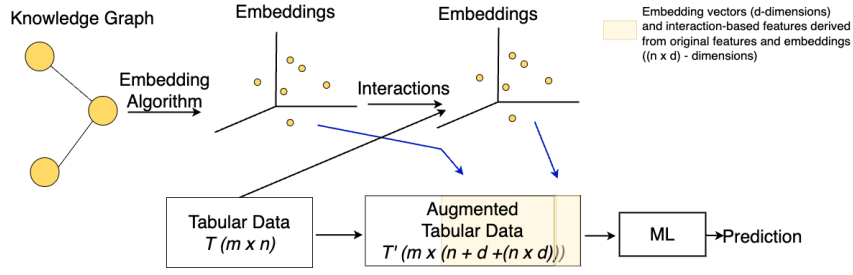 Knowledge Graph
Embedding
Algorithm
Embeddings
Interactions
Embeddings
Embedding vectors (d-dimensions)
and interaction-based features derived
from original features and embeddings
((n x d) - dimensions)
Tabular Data
T (m x n)
Augmented
Tabular Data
T' (m x (n + d +(n x d)))
ML
Prediction